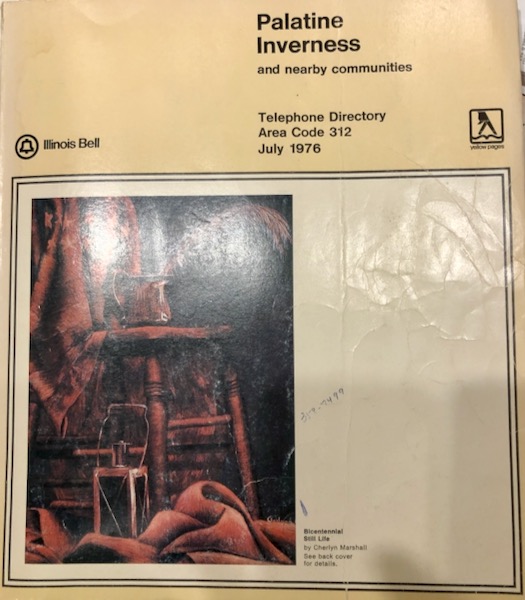 Palatine
Inverness
and nearby communities
Telephone Directory
Area Code 312
July 1976
Illinois Bell
yellow pages
Bicentennial
Still Life
by Cherlyn Marshall
See back cover
for details.